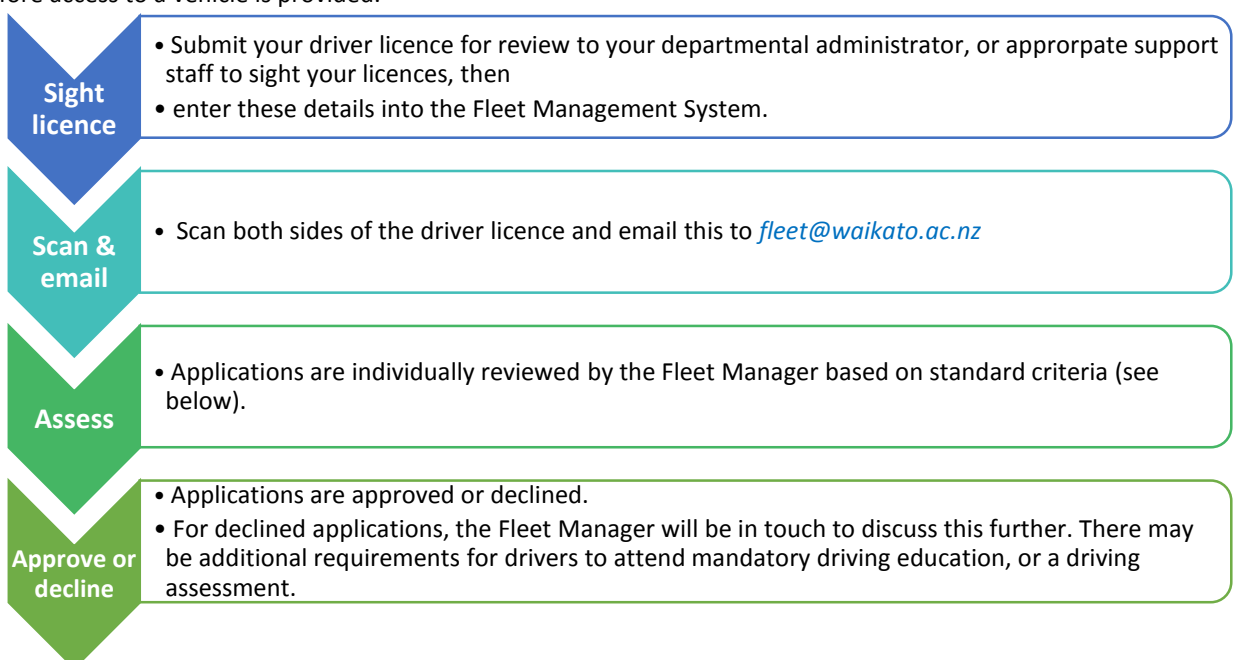 before access to a vehicle is provided.
Sight
licence
• Submit your driver licence for review to your departmental administrator, or approrpate support
staff to sight your licences, then
• enter these details into the Fleet Management System.
Scan &
email
• Scan both sides of the driver licence and email this to fleet@waikato.ac.nz
Assess
• Applications are individually reviewed by the Fleet Manager based on standard criteria (see
below).
Approve or
decline
• Applications are approved or declined.
• For declined applications, the Fleet Manager will be in touch to discuss this further. There may
be additional requirements for drivers to attend mandatory driving education, or a driving
assessment.